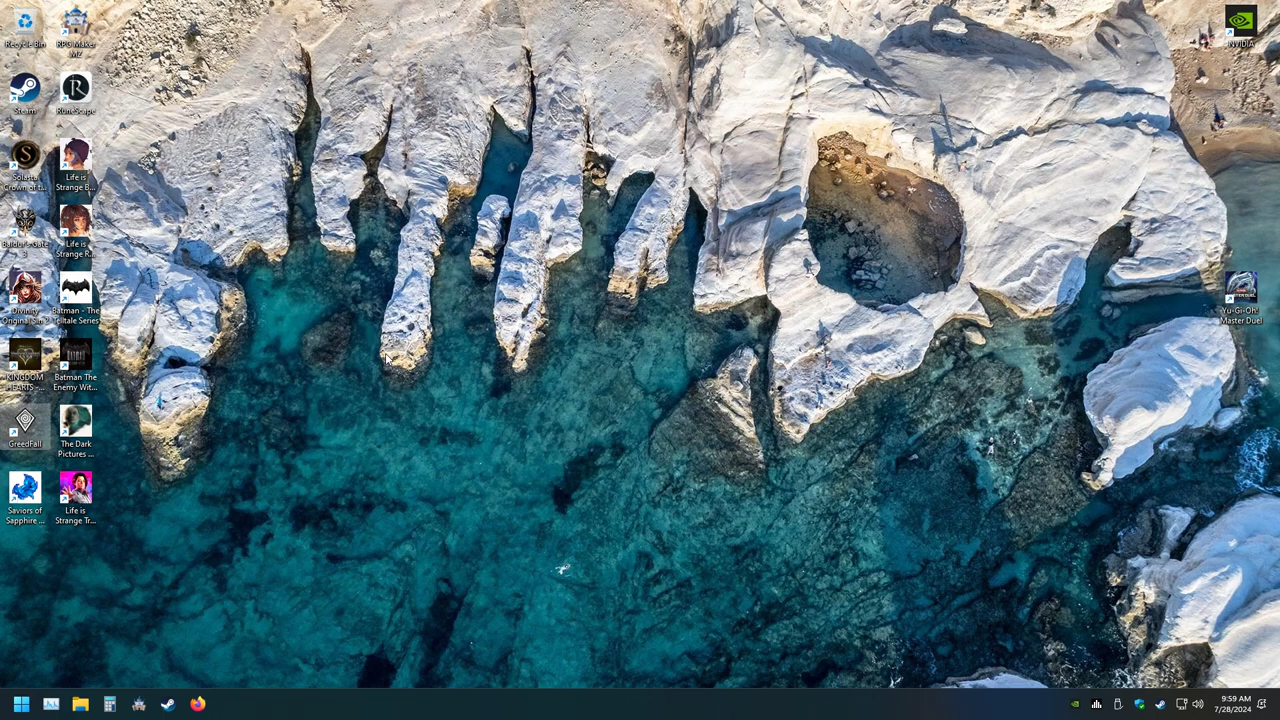 Recycle Bin
RPG Maker
MZ
NVIDIA
Steam
RuneScape
Solasta
Crown of t...
Life is
Strange B...
Baldur's Gate
3
Life is
Strange R...
Divinity
Original Sin 2
Batman - The
Telltale Series
Yu-Gi-Oh!
Master Duel
KINGDOM
HEARTS -...
Batman The
Enemy Wit...
GreedFall
The Dark
Pictures ...
Saviors of
Sapphire ...
Life is
Strange Tr...
9:59 AM
7/28/2024